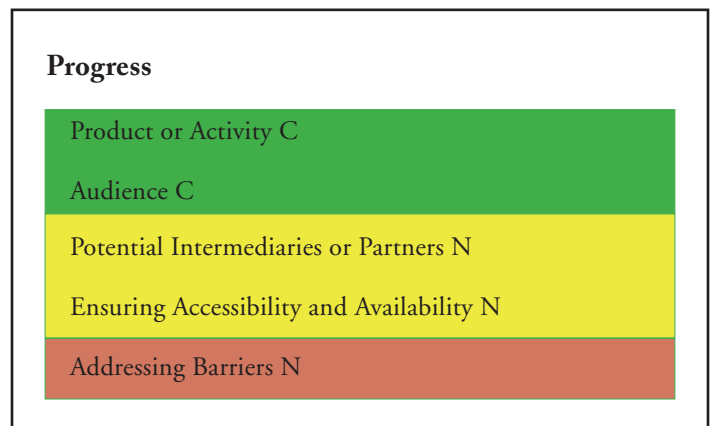 Progress
Product or Activity C
Audience C
Potential Intermediaries or Partners N
Ensuring Accessibility and Availability N
Addressing Barriers N